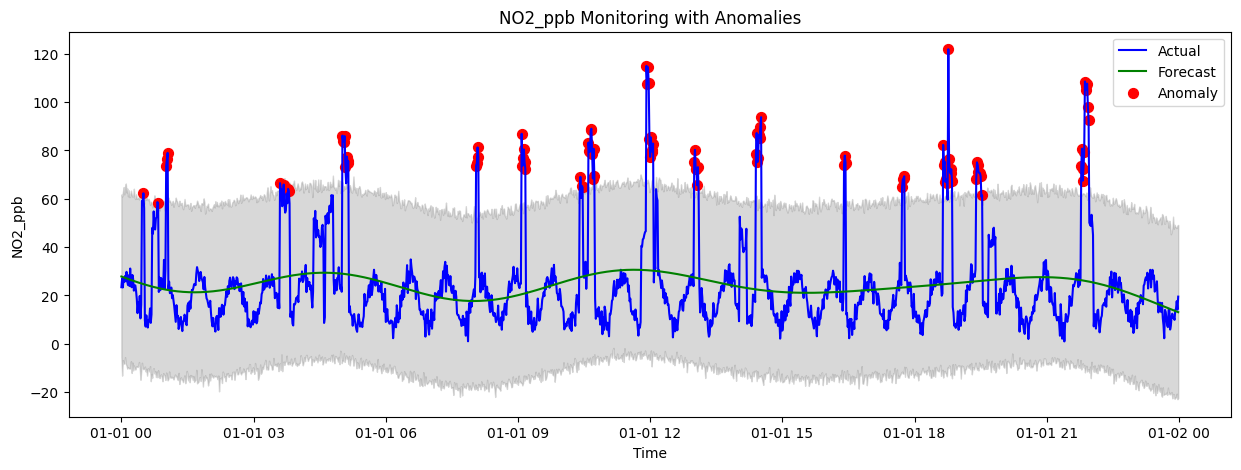 NO2_ppb Monitoring with Anomalies
Actual
Forecast
Anomaly
NO2_ppb
120
100
80
60
40
20
0
−20
01-01 00 01-01 03 01-01 06 01-01 09 01-01 12 01-01 15 01-01 18 01-01 21 01-02 00
Time